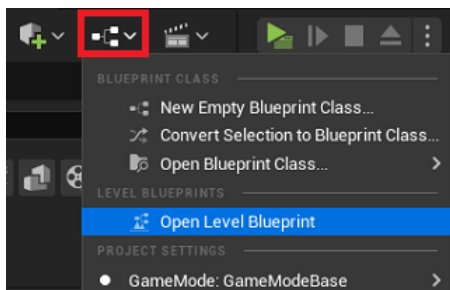 BLUEPRINT CLASS
New Empty Blueprint Class...
Convert Selection to Blueprint Class...
Open Blueprint Class...
LEVEL BLUEPRINTS
Open Level Blueprint
PROJECT SETTINGS
GameMode: GameModeBase